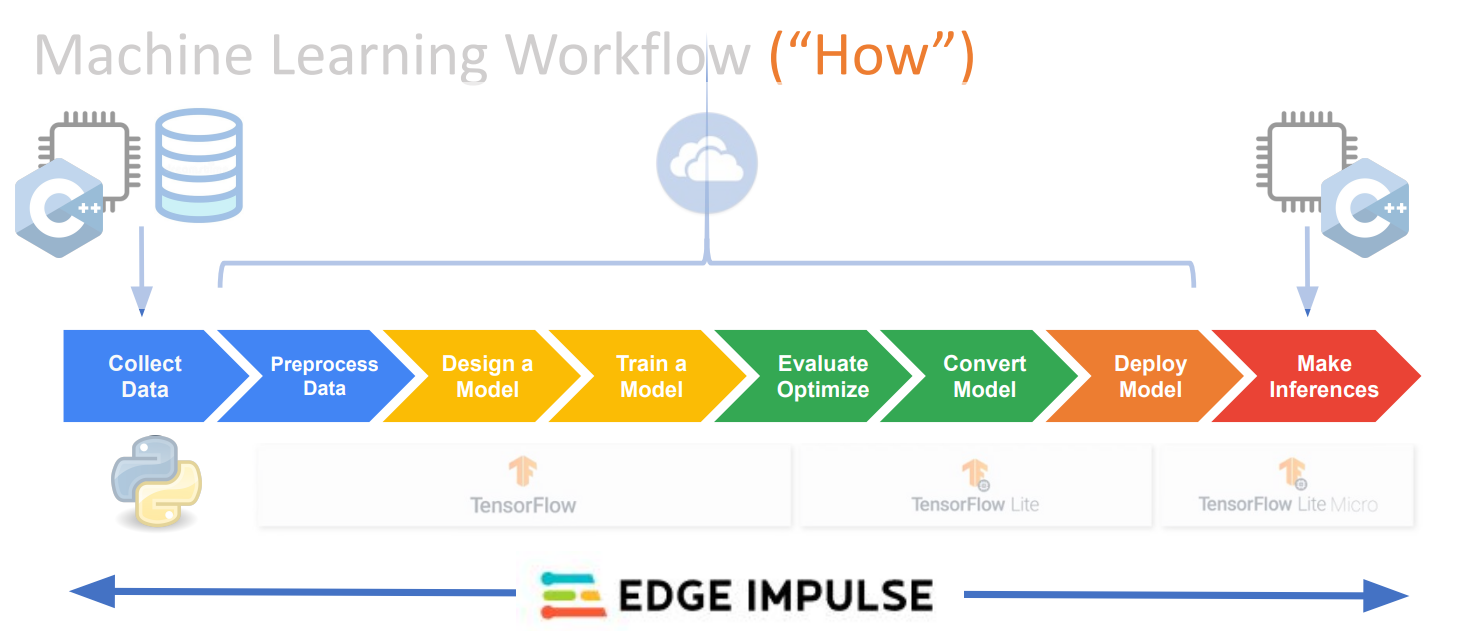 Machine Learning Workflow (“How”)
C++
C++
Collect
Data
Preprocess
Data
Design a
Model
Train a
Model
Evaluate
Optimize
Convert
Model
Deploy
Model
Make
Inferences
TensorFlow
TensorFlow Lite
TensorFlow Lite Micro
EDGE IMPULSE